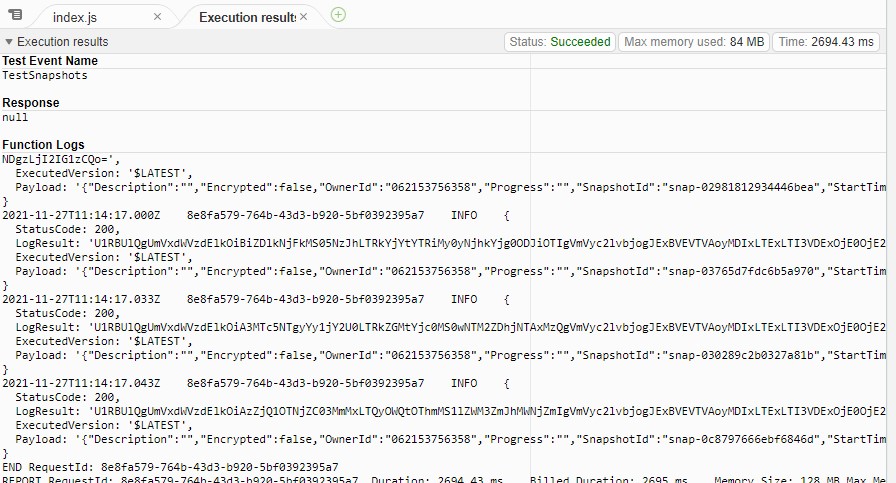 index.js
Execution results
Execution results
Status: Succeeded
Max memory used: 84 MB
Time: 2694.43 ms
Test Event Name
TestSnapshots
Response
null
Function Logs
NDgzLjI2IG1zCQo=',
ExecutedVersion: '$LATEST',
Payload: '{"Description":"","Encrypted":false,"OwnerId":"062153756358","Progress":"","SnapshotId":"snap-02981812934446bea","StartTim
}
2021-11-27T11:14:17.000Z 8e8fa579-764b-43d3-b920-5bf0392395a7 INFO {
StatusCode: 200,
LogResult: 'U1RBUlQgUmVxdWVzdElkOiBiZDlkNjFkMS05NzJhLTRkYjYtYTRiMy0yNjhkYjg0ODJiOTIgVmVyc2lvbjogJExBVEVTVAoyMDIxLTExLTI3VDExOjE0OjE2
ExecutedVersion: '$LATEST',
Payload: '{"Description":"","Encrypted":false,"OwnerId":"062153756358","Progress":"","SnapshotId":"snap-03765d7fdc6b5a970","StartTim
}
2021-11-27T11:14:17.033Z 8e8fa579-764b-43d3-b920-5bf0392395a7 INFO {
StatusCode: 200,
LogResult: 'U1RBUlQgUmVxdWVzdElkOiA3MTc5NTgyYy1jY2U0LTRkZGMtYjc0MS0wNTM2ZDhjNTAxMzQgVmVyc2lvbjogJExBVEVTVAoyMDIxLTExLTI3VDExOjE0OjE2
ExecutedVersion: '$LATEST',
Payload: '{"Description":"","Encrypted":false,"OwnerId":"062153756358","Progress":"","SnapshotId":"snap-030289c2b0327a81b","StartTim
}
2021-11-27T11:14:17.043Z 8e8fa579-764b-43d3-b920-5bf0392395a7 INFO {
StatusCode: 200,
LogResult: 'U1RBUlQgUmVxdWVzdElkOiAzZjQ1OTNjZC03MmMxLTQyOWQtOThmMS1lZWM3ZmJhMWNjZmIgVmVyc2lvbjogJExBVEVTVAoyMDIxLTExLTI3VDExOjE0OjE2
ExecutedVersion: '$LATEST',
Payload: '{"Description":"","Encrypted":false,"OwnerId":"062153756358","Progress":"","SnapshotId":"snap-0c8797666ebf6846d","StartTim
}
END RequestId: 8e8fa579-764b-43d3-b920-5bf0392395a7
REPORT RequestId: 8e8fa579-764b-43d3-b920-5bf0392395a7 Duration: 2694.43 ms Billed Duration: 2695 ms Memory Size: 128 MB Max Me